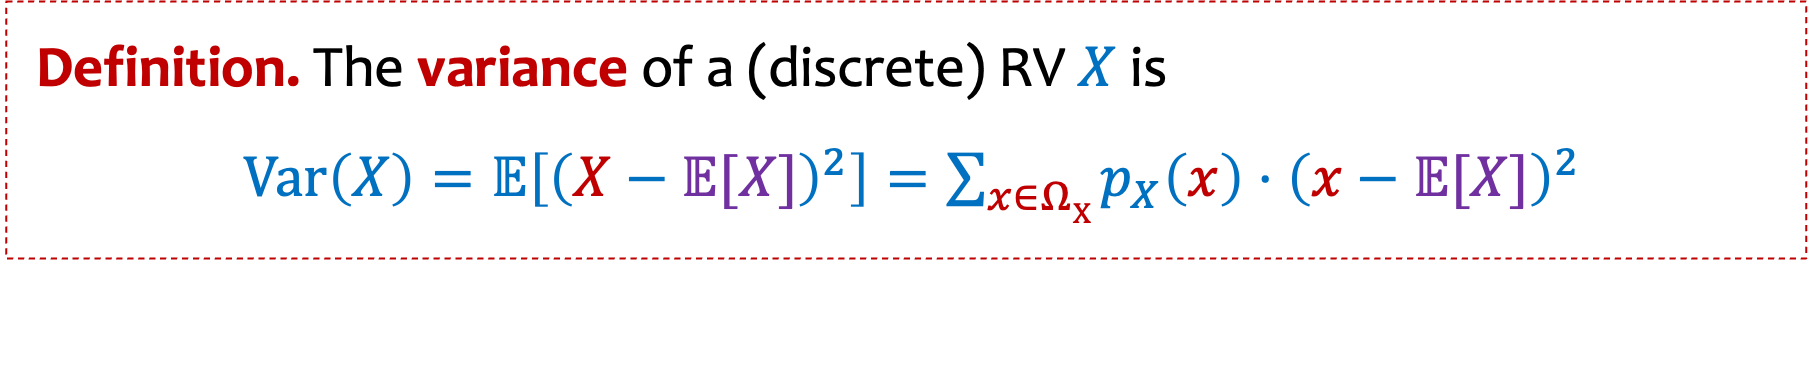 Definition. The variance of a (discrete) RV X is
Var(X) = 𝔼[(X − 𝔼[X])²] = ∑ₓ∈Ω_X p_X(x) · (x − 𝔼[X])²